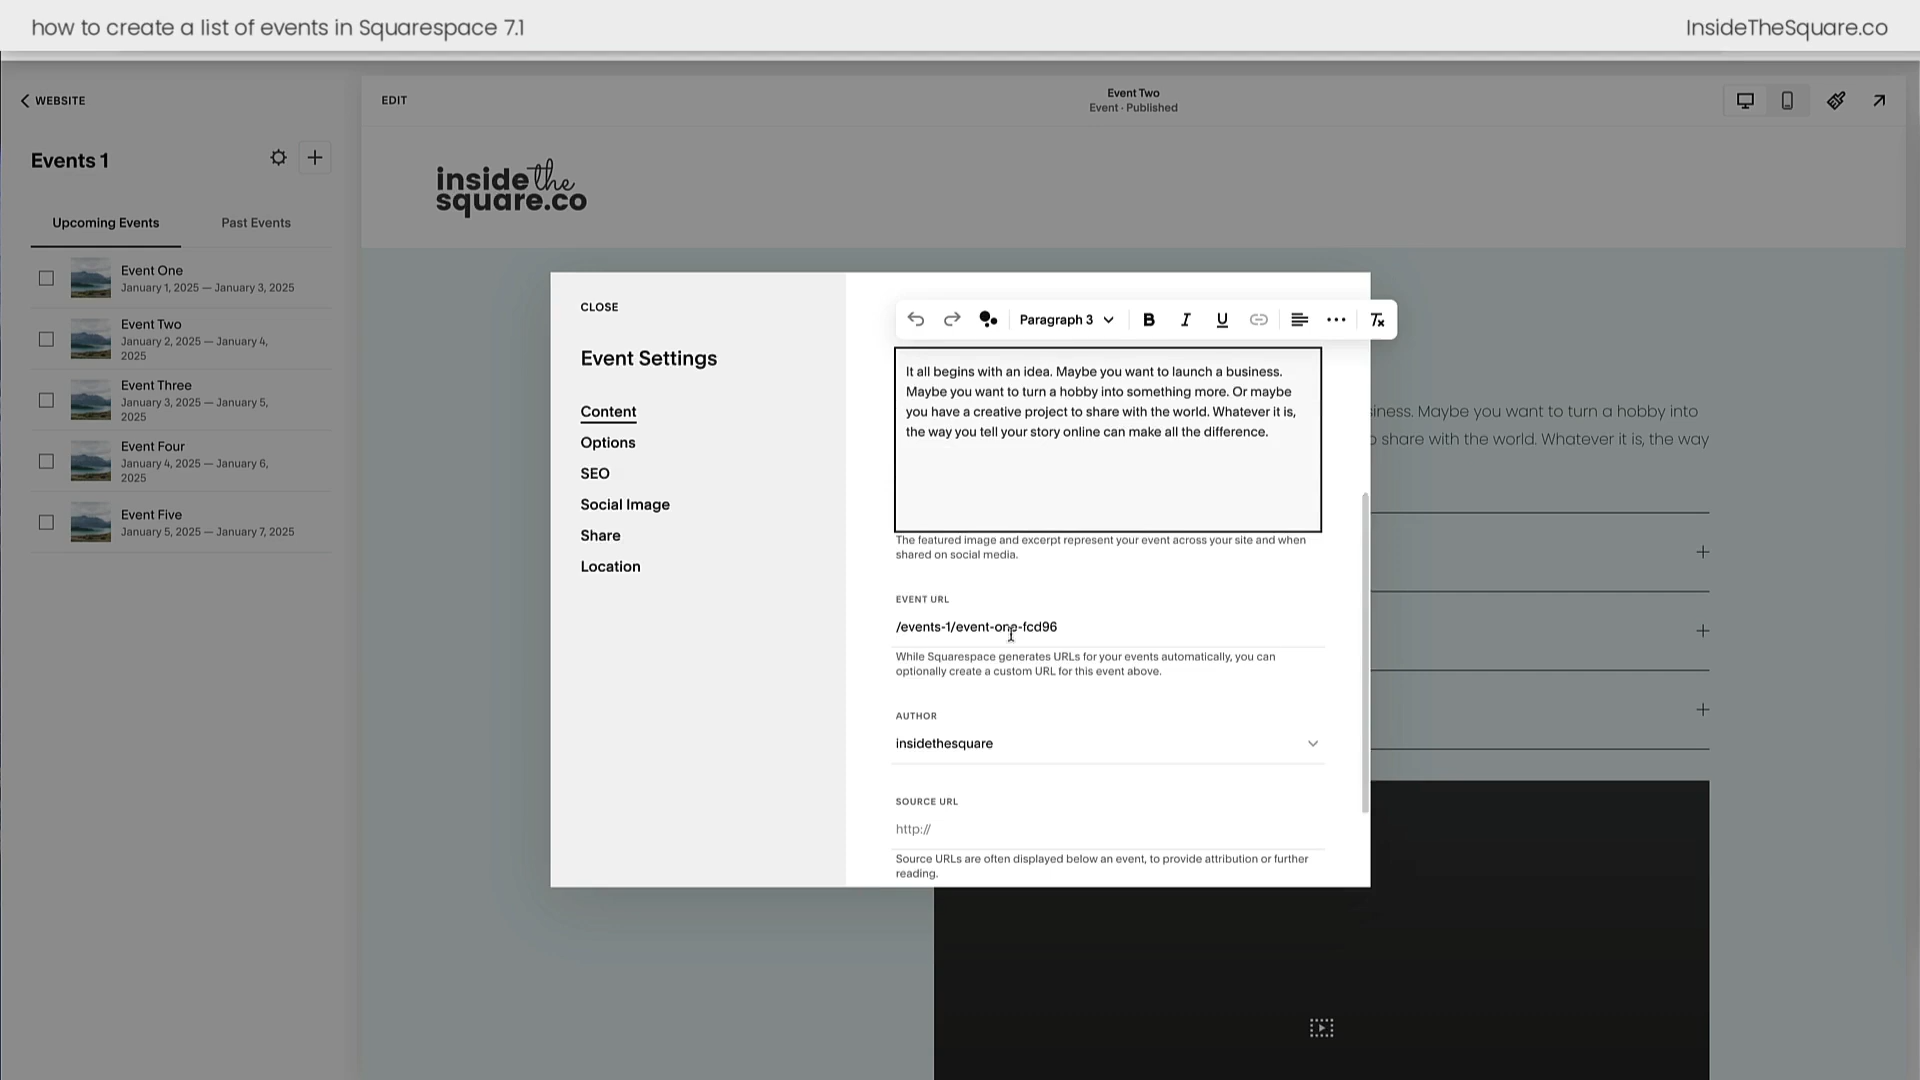 how to create a list of events in Squarespace 7.1
InsideTheSquare.co
WEBSITE
Events 1
Upcoming Events
Past Events
Event One
January 1, 2025 — January 3, 2025
Event Two
January 2, 2025 — January 4,
2025
Event Three
January 3, 2025 — January 5,
2025
Event Four
January 4, 2025 — January 6,
2025
Event Five
January 5, 2025 — January 7, 2025
EDIT
Event Two
Event · Published
inside the
square.co
CLOSE
Event Settings
Content
Options
SEO
Social Image
Share
Location
Paragraph 3
B
I
U
It all begins with an idea. Maybe you want to launch a business.
Maybe you want to turn a hobby into something more. Or maybe
you have a creative project to share with the world. Whatever it is,
the way you tell your story online can make all the difference.
The featured image and excerpt represent your event across your site and when
shared on social media.
EVENT URL
/events-1/event-one-fcd96
While Squarespace generates URLs for your events automatically, you can
optionally create a custom URL for this event above.
AUTHOR
insidethesquare
SOURCE URL
http://
Source URLs are often displayed below an event, to provide attribution or further
reading.
siness. Maybe you want to turn a hobby into
o share with the world. Whatever it is, the way